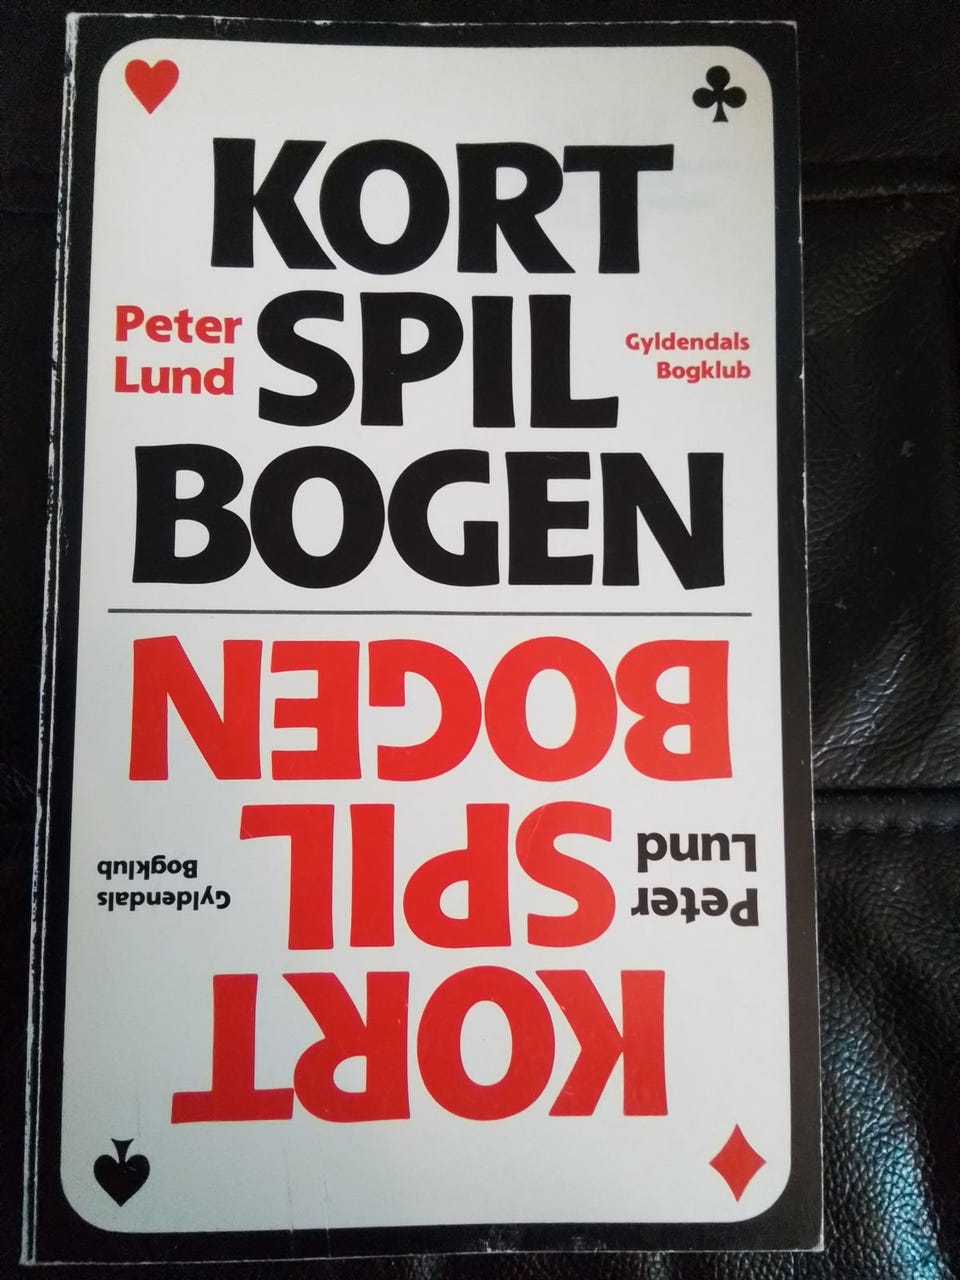 KORT
SPIL
BOGEN
Peter
Lund
Gyldendals
Bogklub
KORT
SPIL
BOGEN
Peter
Lund
Gyldendals
Bogklub